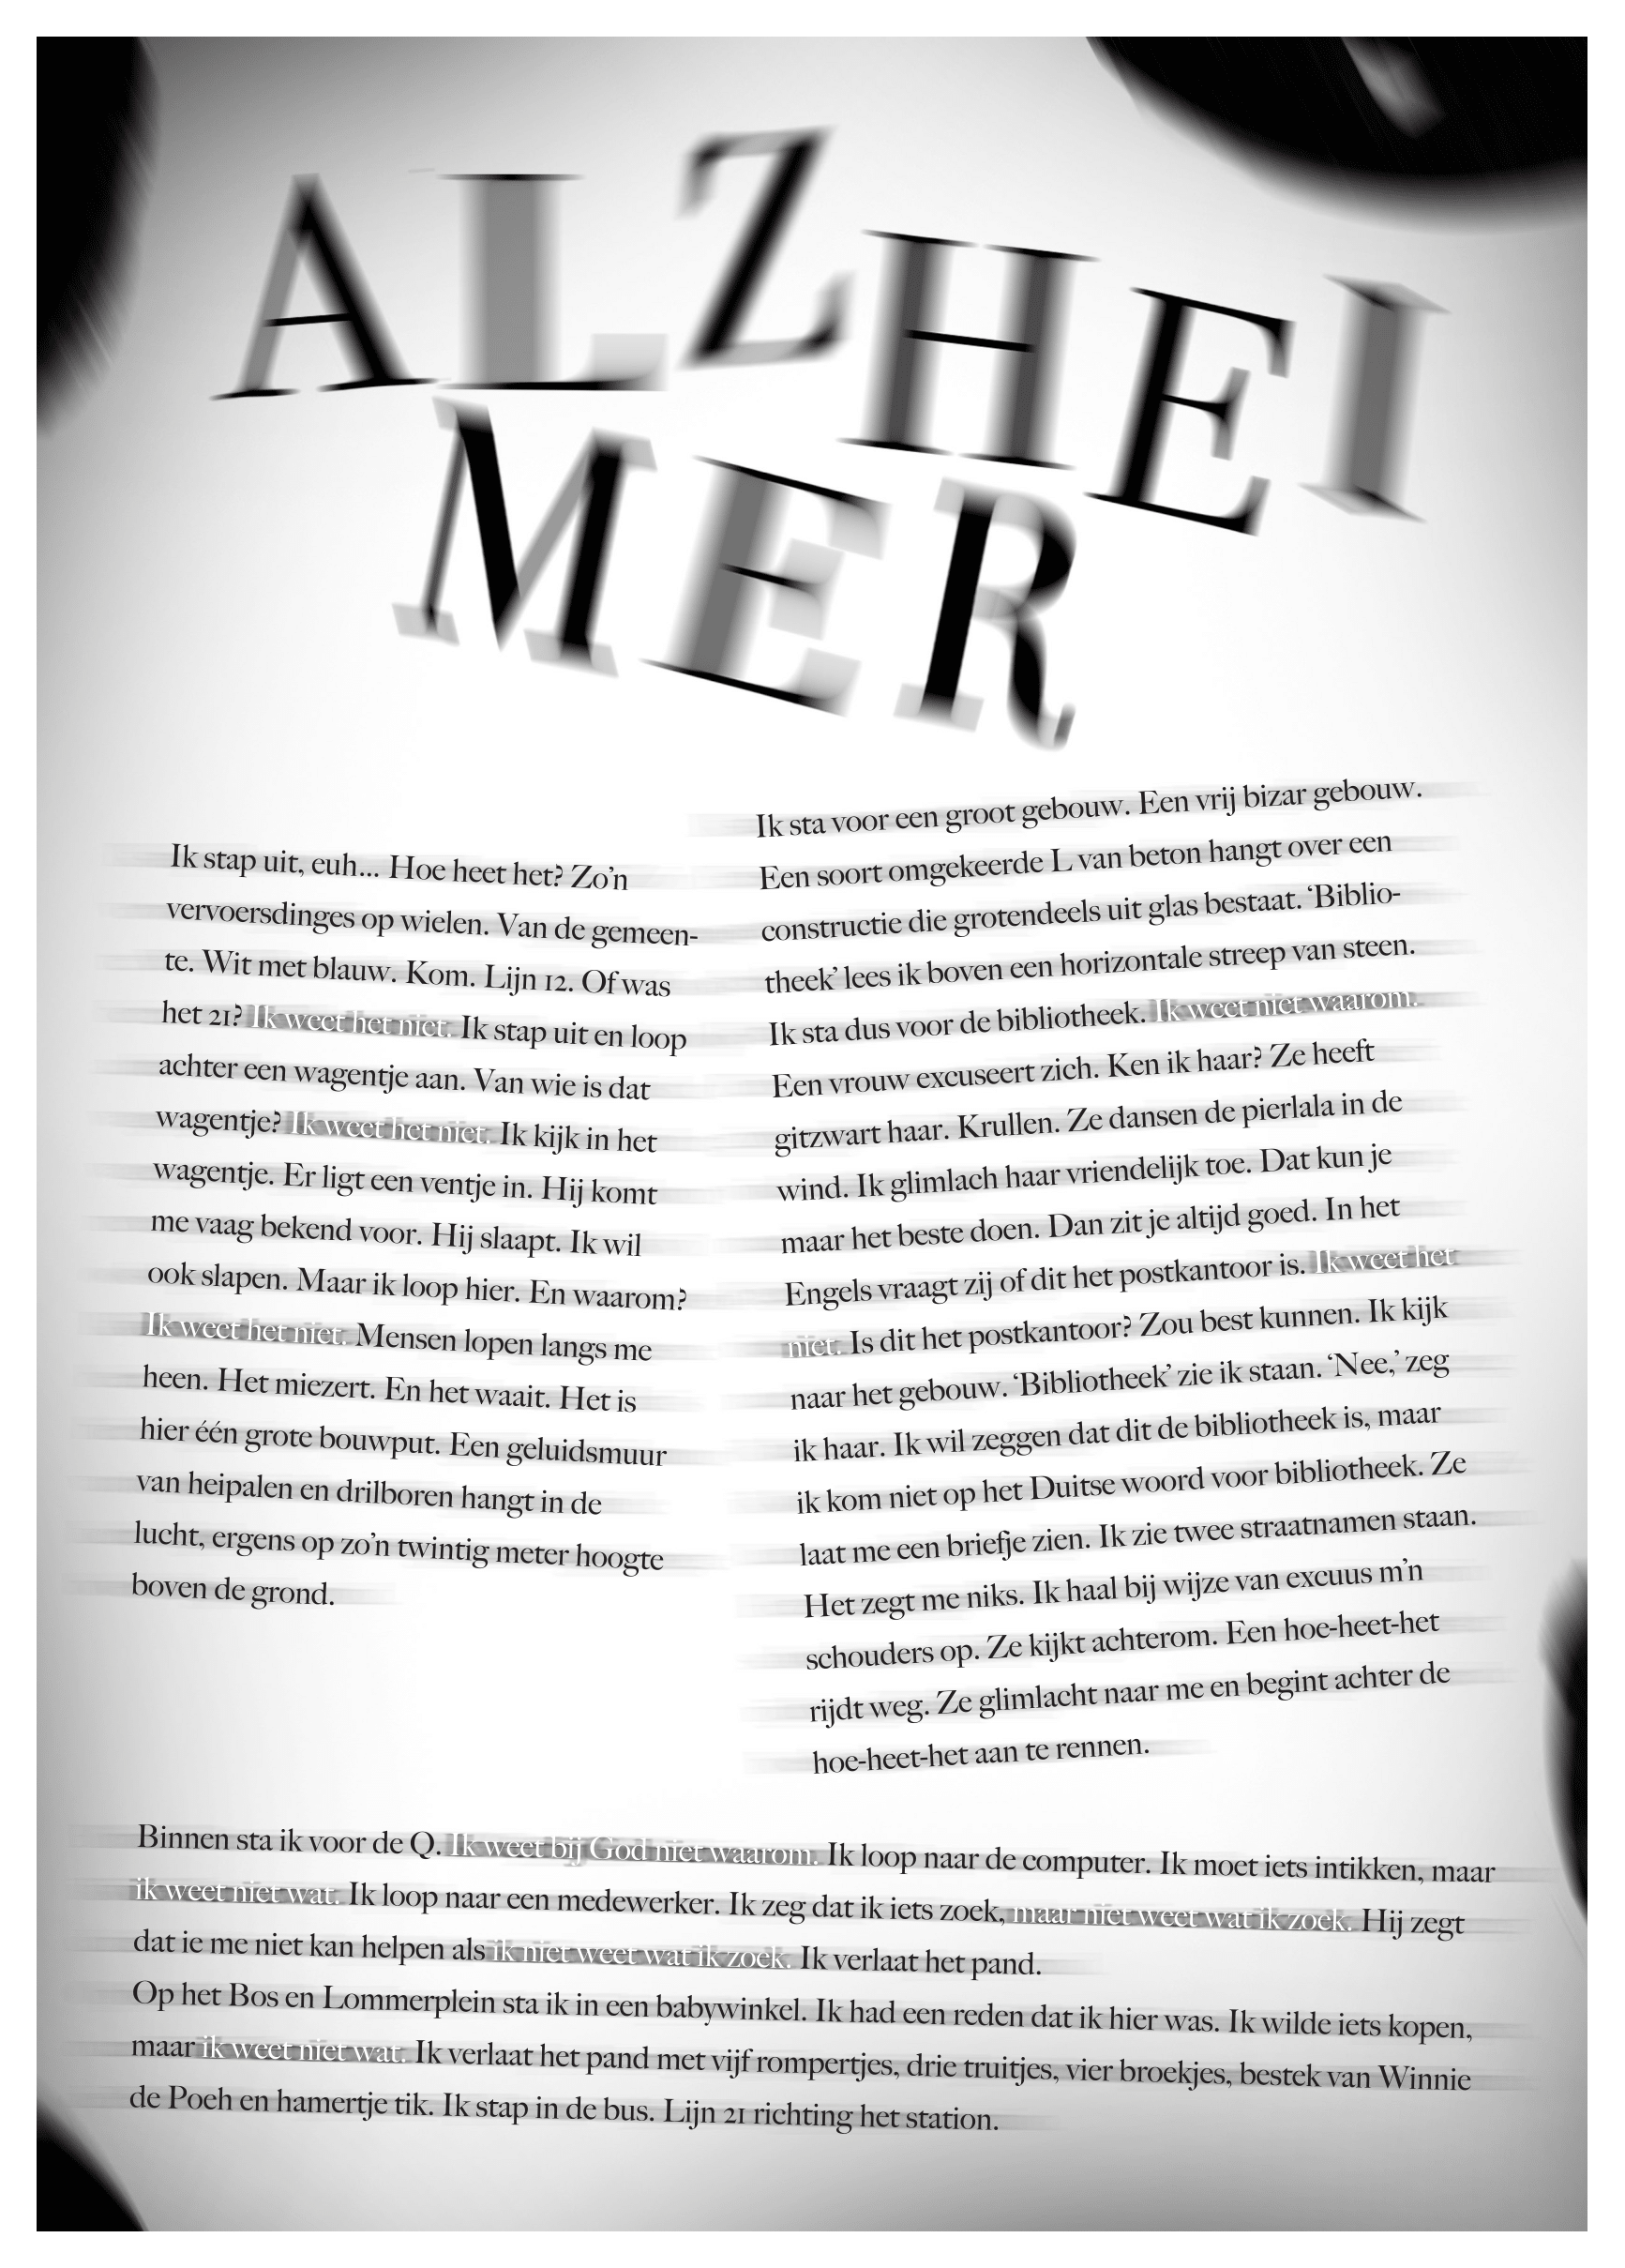 ALZHEI
MER
Ik stap uit, euh... Hoe heet het? Zo’n
vervoersdinges op wielen. Van de gemeen-
te. Wit met blauw. Kom. Lijn 12. Of was
het 21? Ik weet het niet. Ik stap uit en loop
achter een wagentje aan. Van wie is dat
wagentje? Ik weet het niet. Ik kijk in het
wagentje. Er ligt een ventje in. Hij komt
me vaag bekend voor. Hij slaapt. Ik wil
ook slapen. Maar ik loop hier. En waarom?
Ik weet het niet. Mensen lopen langs me
heen. Het miezert. En het waait. Het is
hier één grote bouwput. Een geluidsmuur
van heipalen en drilboren hangt in de
lucht, ergens op zo’n twintig meter hoogte
boven de grond.
Ik sta voor een groot gebouw. Een vrij bizar gebouw.
Een soort omgekeerde L van beton hangt over een
constructie die grotendeels uit glas bestaat. ‘Biblio-
theek’ lees ik boven een horizontale streep van steen.
Ik sta dus voor de bibliotheek. Ik weet niet waarom.
Een vrouw excuseert zich. Ken ik haar? Ze heeft
gitzwart haar. Krullen. Ze dansen de pierlala in de
wind. Ik glimlach haar vriendelijk toe. Dat kun je
maar het beste doen. Dan zit je altijd goed. In het
Engels vraagt zij of dit het postkantoor is. Ik weet het
niet. Is dit het postkantoor? Zou best kunnen. Ik kijk
naar het gebouw. ‘Bibliotheek’ zie ik staan. ‘Nee,’ zeg
ik haar. Ik wil zeggen dat dit de bibliotheek is, maar
ik kom niet op het Duitse woord voor bibliotheek. Ze
laat me een briefje zien. Ik zie twee straatnamen staan.
Het zegt me niks. Ik haal bij wijze van excuus m’n
schouders op. Ze kijkt achterom. Een hoe-heet-het
rijdt weg. Ze glimlacht naar me en begint achter de
hoe-heet-het aan te rennen.
Binnen sta ik voor de Q. Ik weet bij God niet waarom. Ik loop naar de computer. Ik moet iets intikken, maar
ik weet niet wat. Ik loop naar een medewerker. Ik zeg dat ik iets zoek, maar niet weet wat ik zoek. Hij zegt
dat ie me niet kan helpen als ik niet weet wat ik zoek. Ik verlaat het pand.
Op het Bos en Lommerplein sta ik in een babywinkel. Ik had een reden dat ik hier was. Ik wilde iets kopen,
maar ik weet niet wat. Ik verlaat het pand met vijf rompertjes, drie truitjes, vier broekjes, bestek van Winnie
de Poeh en hamertje tik. Ik stap in de bus. Lijn 21 richting het station.